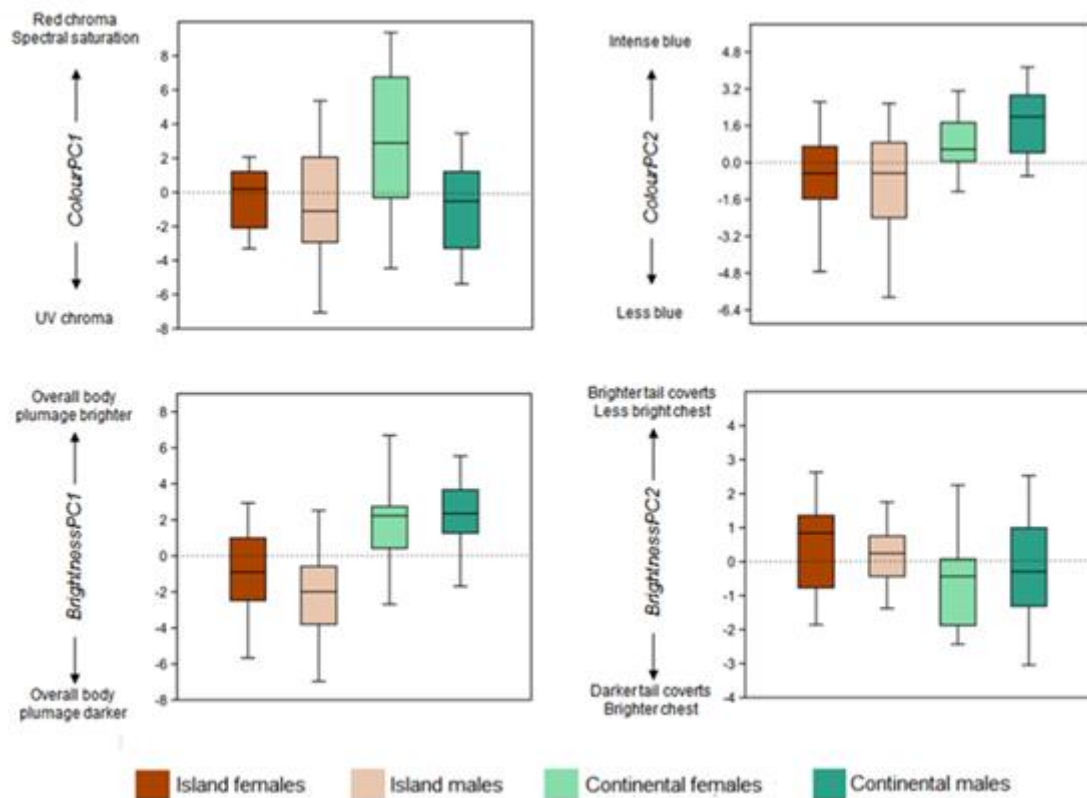 Red chroma
Spectral saturation
ColourPC1
UV chroma
8
6
4
2
0
-2
-4
-6
-8
Intense blue
ColourPC2
Less blue
4.8
3.2
1.6
0.0
-1.6
-3.2
-4.8
-6.4
Overall body
plumage brighter
BrightnessPC1
Overall body
plumage darker
8
6
4
2
0
-2
-4
-6
-8
Brighter tail coverts
Less bright chest
BrightnessPC2
Darker tail coverts
Brighter chest
4
3
2
1
0
-1
-2
-3
-4
Island females
Island males
Continental females
Continental males